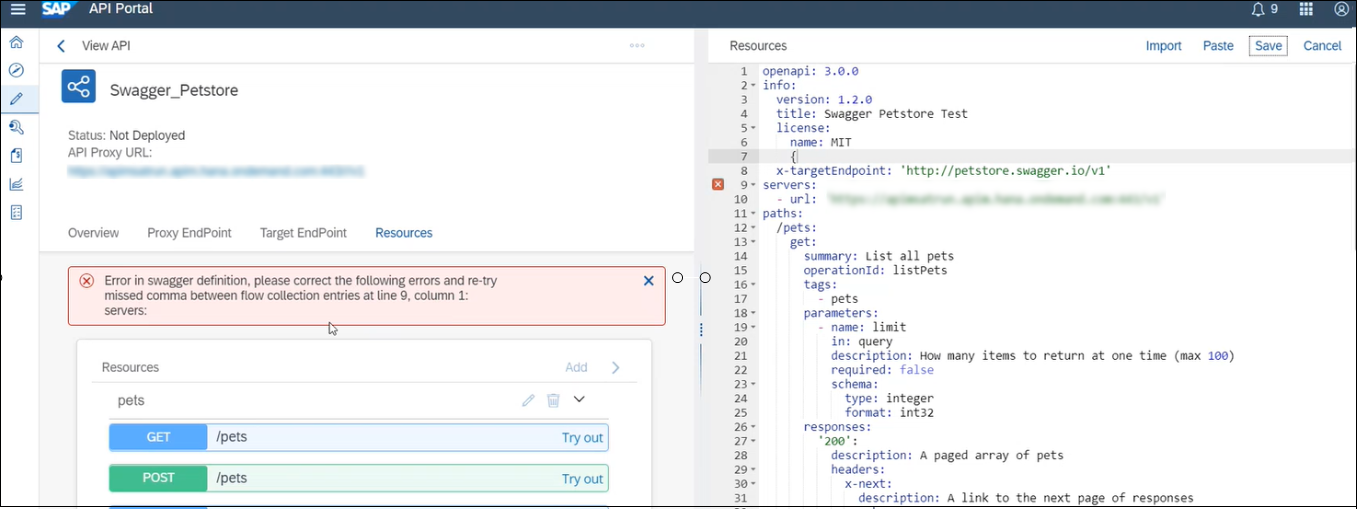 SAP API Portal
9
View API
Swagger_Petstore
Status: Not Deployed
API Proxy URL:
Overview Proxy EndPoint Target EndPoint Resources
Error in swagger definition, please correct the following errors and re-try
missed comma between flow collection entries at line 9, column 1:
servers:
Resources Add
pets
GET /pets Try out
POST /pets Try out
Resources Import Paste Save Cancel
1 openapi: 3.0.0
2 info:
3 version: 1.2.0
4 title: Swagger Petstore Test
5 license:
6 name: MIT
7 {
8 x-targetEndpoint: 'http://petstore.swagger.io/v1'
9 servers:
10 - url:
11 paths:
12 /pets:
13 get:
14 summary: List all pets
15 operationId: listPets
16 tags:
17 - pets
18 parameters:
19 - name: limit
20 in: query
21 description: How many items to return at one time (max 100)
22 required: false
23 schema:
24 type: integer
25 format: int32
26 responses:
27 '200':
28 description: A paged array of pets
29 headers:
30 x-next:
31 description: A link to the next page of responses